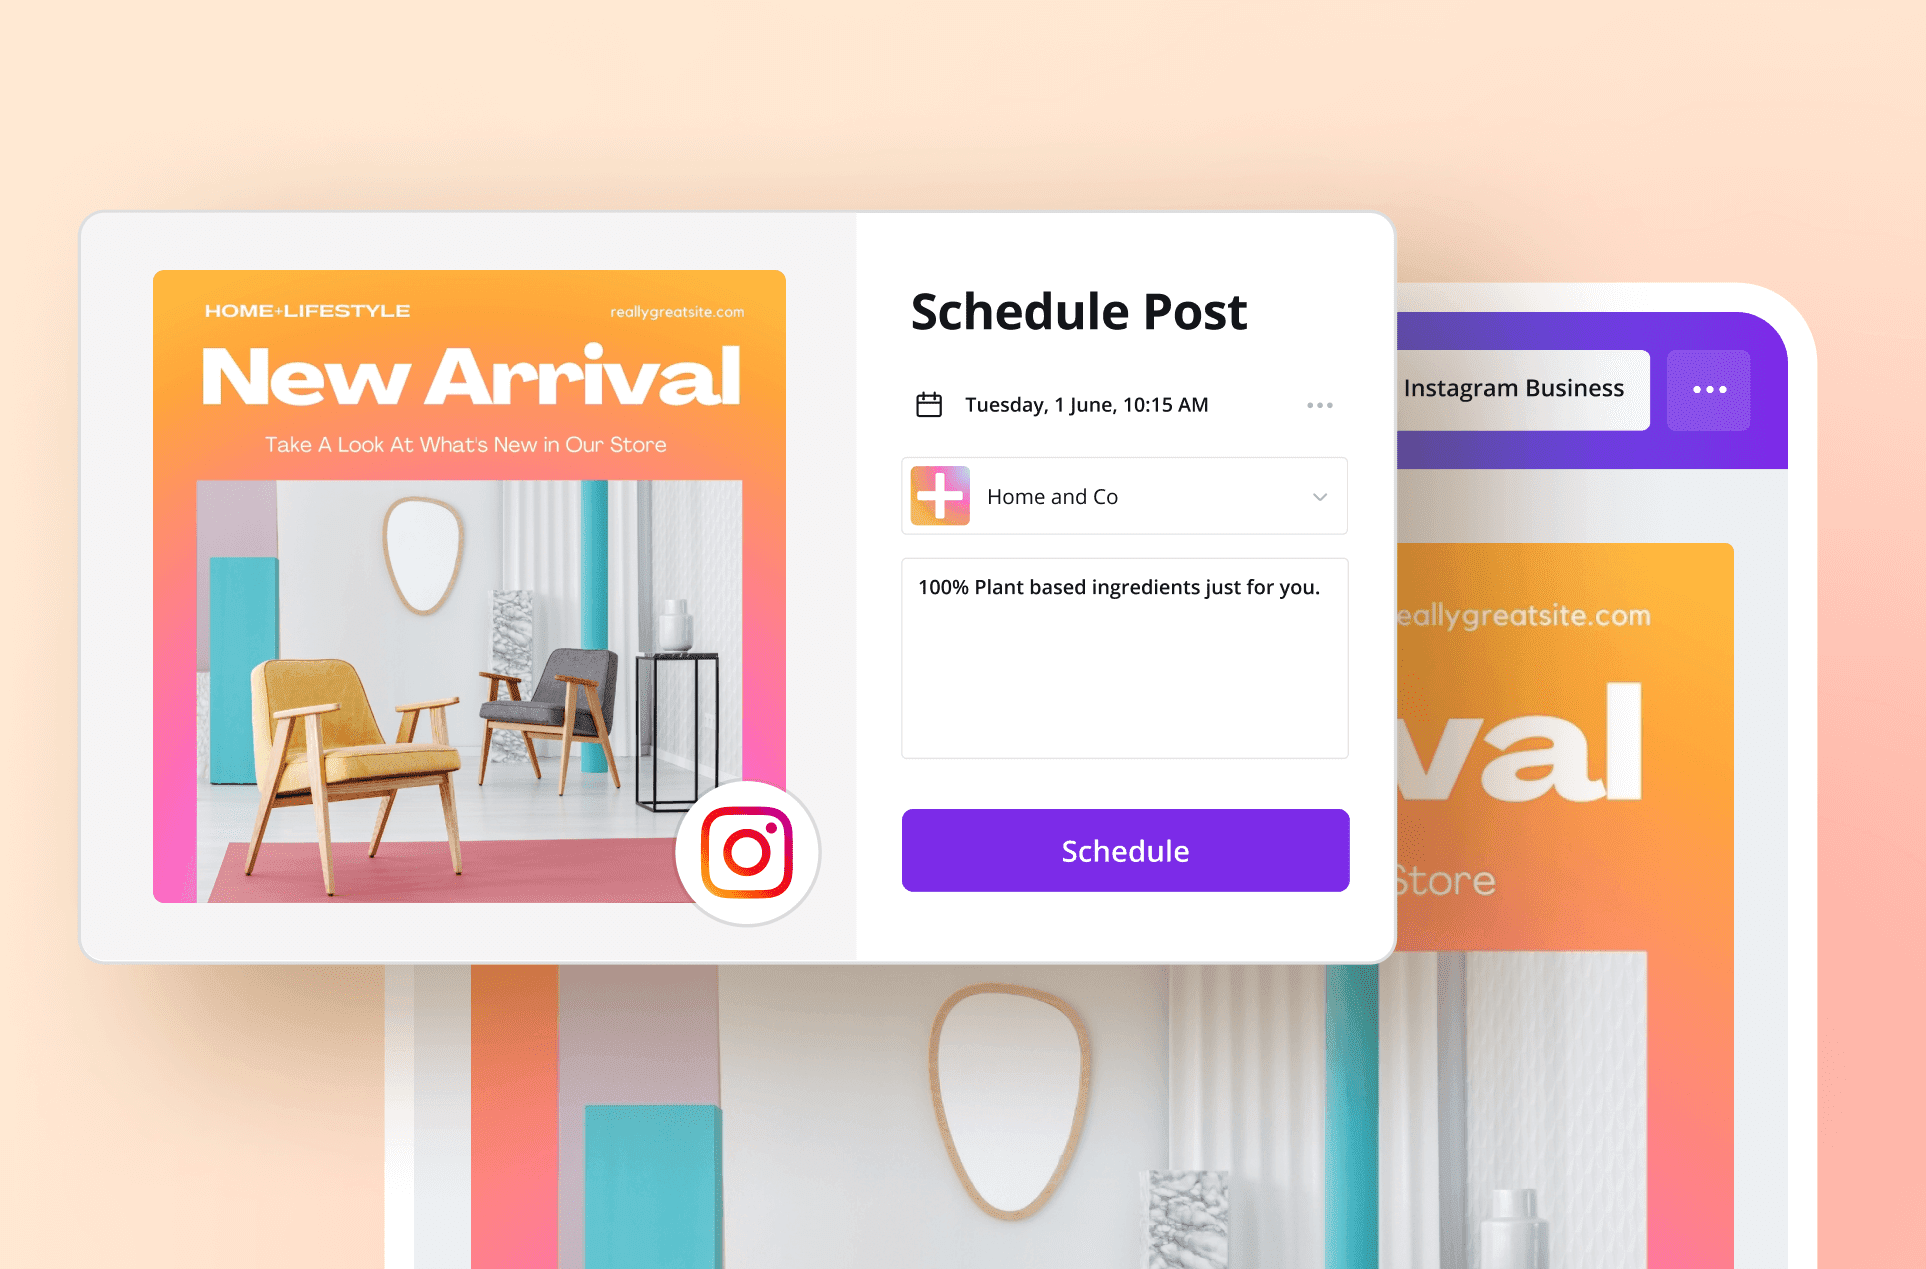 HOME+LIFESTYLE
reallygreatsite.com
New Arrival
Take A Look At What's New in Our Store
Schedule Post
Tuesday, 1 June, 10:15 AM
Home and Co
100% Plant based ingredients just for you.
Schedule
Instagram Business
eallygreatsite.com
val
Store